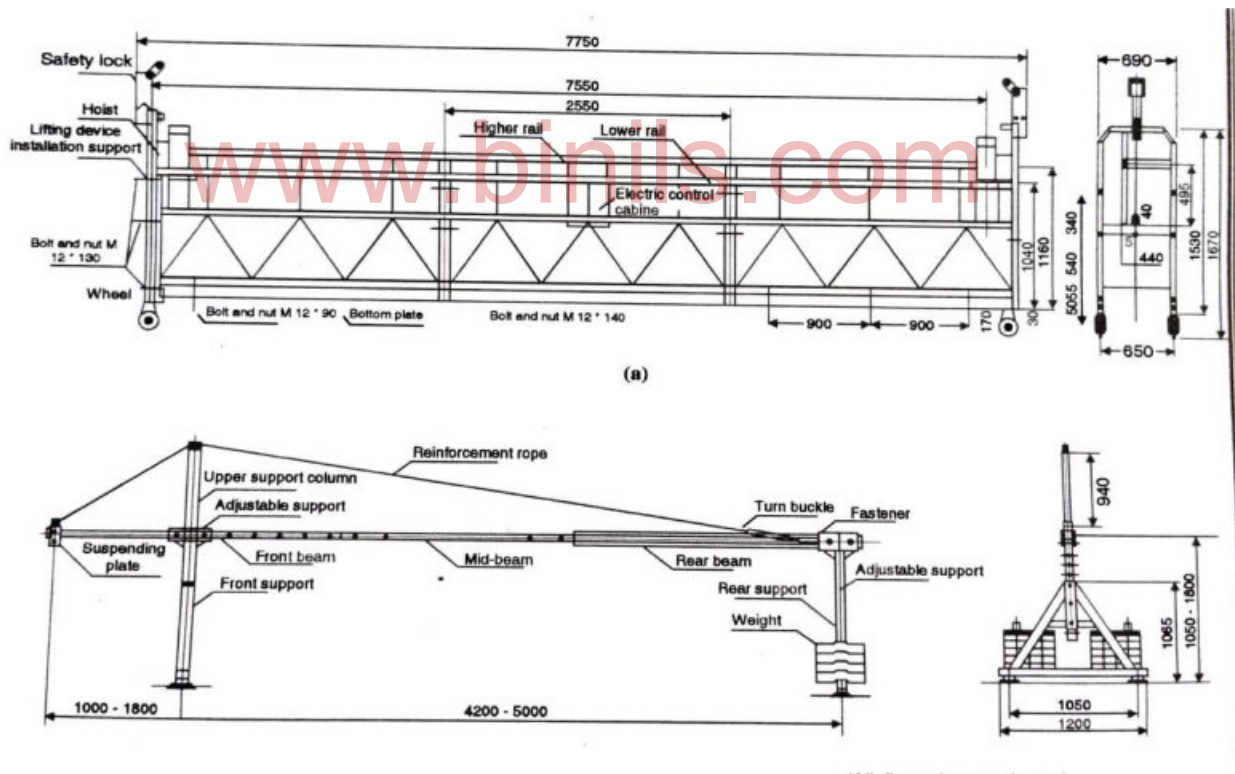 7750
Safety lock
690
7550
Hoist
2550
Lifting device
installation support
Higher rail
Lower rail
www.binils.com
Electric control
cabine
Bolt and nut M
12 * 130
Wheel
Bolt and nut M 12 * 90
Bottom plate
Bolt and nut M 12 * 140
900
900
170
30
1040
1160
5055
540
340
40
440
495
1530
1670
650
(a)
Reinforcement rope
Upper support column
Adjustable support
Turn buckle
Fastener
Suspending
plate
Front beam
Mid-beam
Rear beam
Adjustable support
Front support
Rear support
Weight
1000 - 1800
4200 - 5000
940
1065
1050 - 1800
1050
1200